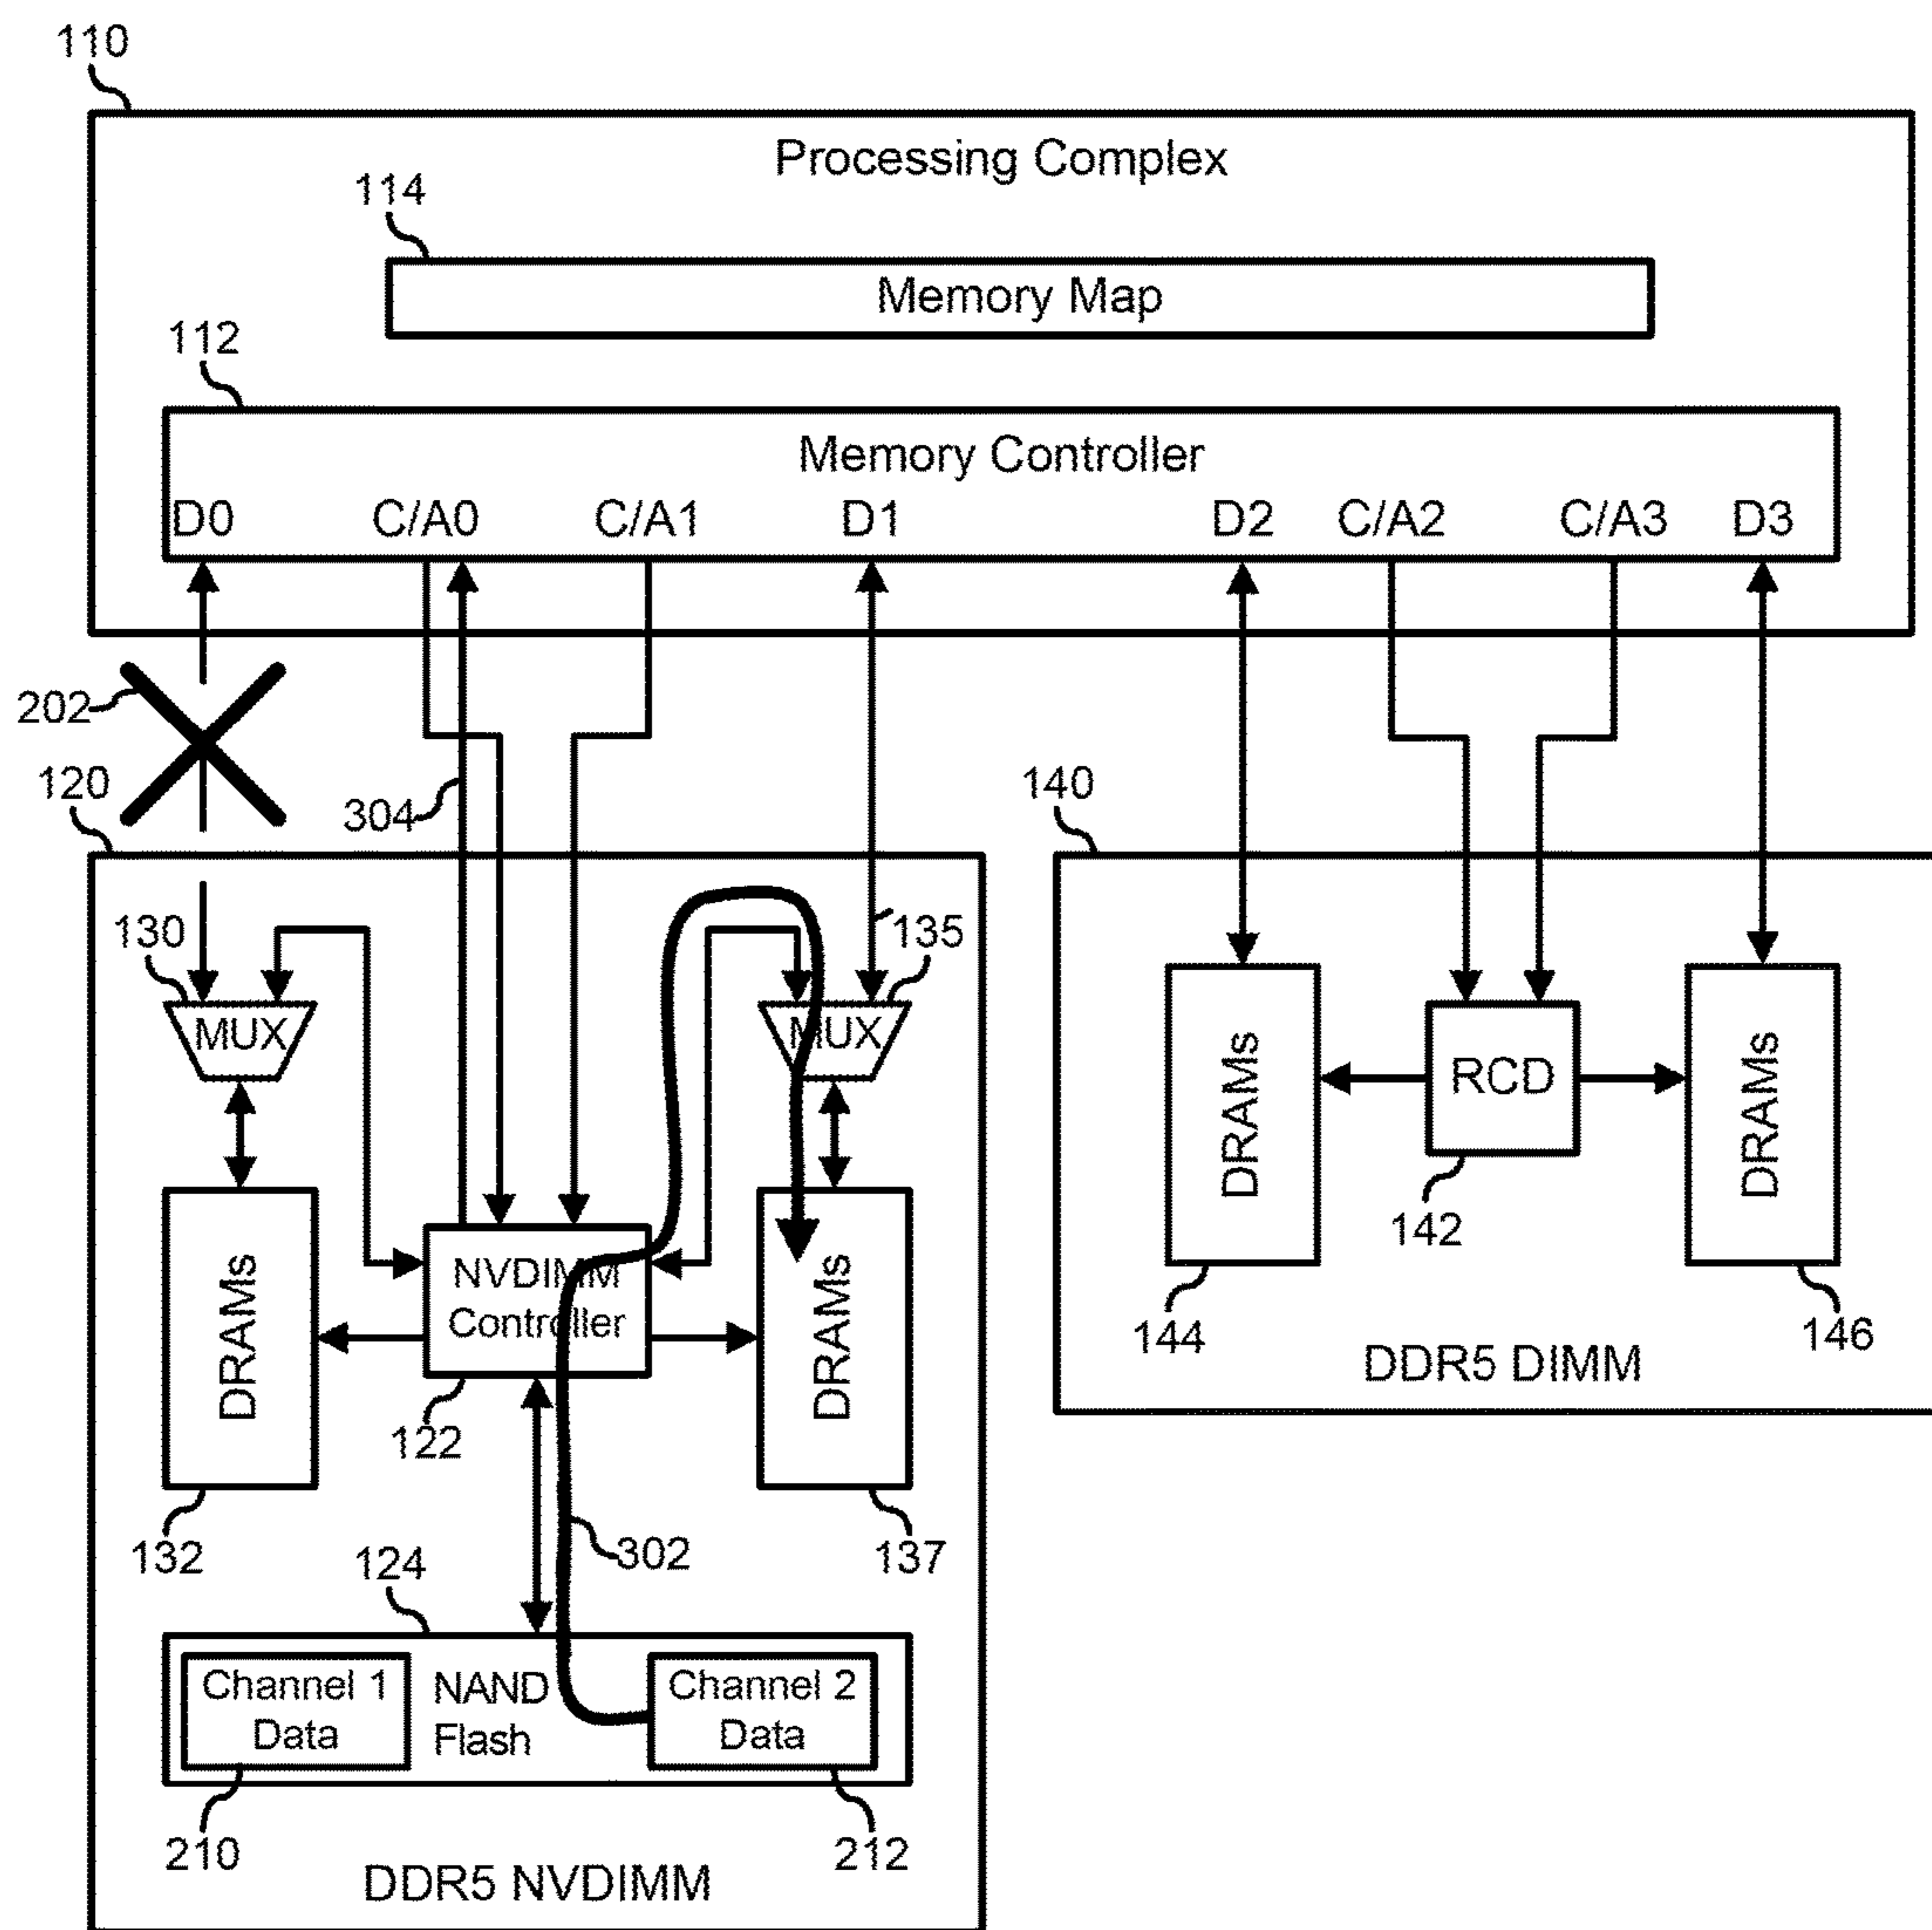 110
Processing Complex
114
Memory Map
112
Memory Controller
D0 C/A0 C/A1 D1 D2 C/A2 C/A3 D3
202
120
304
140
130
135
MUX
MUX
DRAMs
RCD
DRAMs
142
144
146
DDR5 DIMM
NVDIMM
Controller
DRAMs
DRAMs
122
132
137
302
124
Channel 1
Data
NAND
Flash
Channel 2
Data
210
212
DDR5 NVDIMM